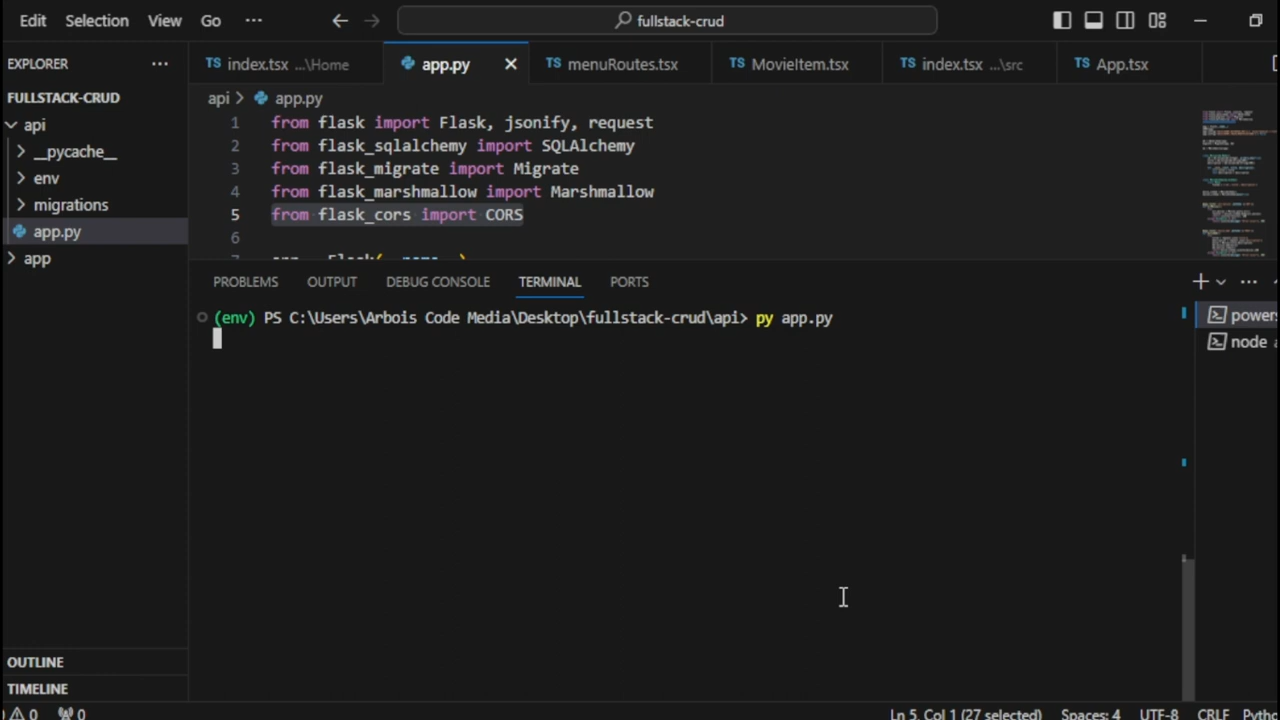 Edit Selection View Go ··· fullstack-crud
EXPLORER ···
FULLSTACK-CRUD
api
__pycache__
env
migrations
app.py
app
OUTLINE
TIMELINE
index.tsx ...\Home
app.py
menuRoutes.tsx
MovieItem.tsx
index.tsx ...\src
App.tsx
api > app.py
1 from flask import Flask, jsonify, request
2 from flask_sqlalchemy import SQLAlchemy
3 from flask_migrate import Migrate
4 from flask_marshmallow import Marshmallow
5 from flask_cors import CORS
6
PROBLEMS OUTPUT DEBUG CONSOLE TERMINAL PORTS
(env) PS C:\Users\Arbois Code Media\Desktop\fullstack-crud\api> py app.py
powers
node
0 0 Ln 5, Col 1 (27 selected) Spaces: 4 UTF-8 CRLF Pytho